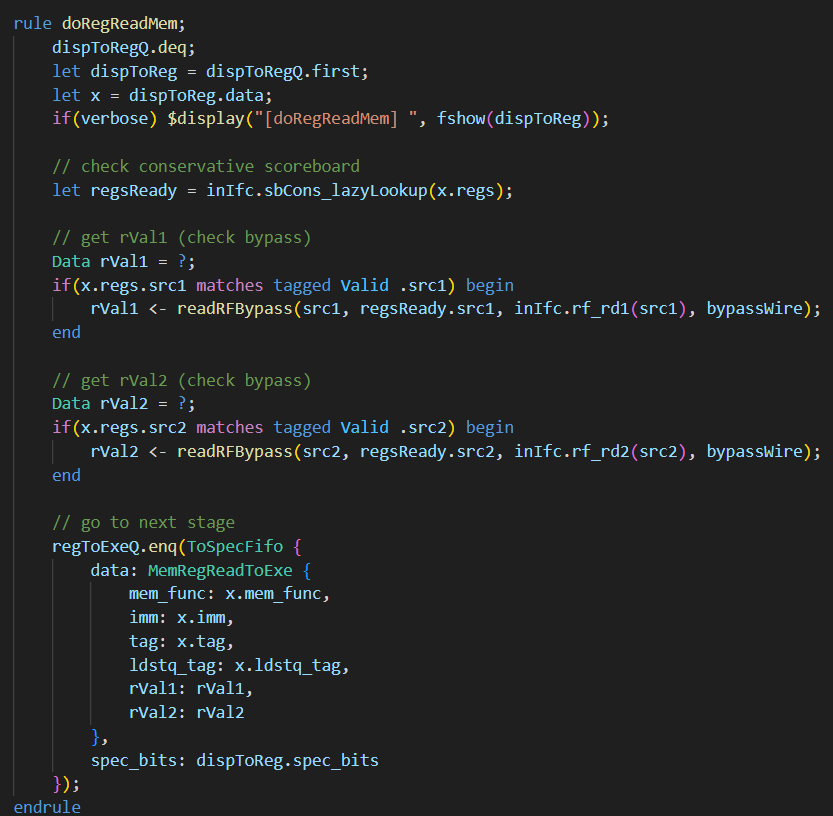 rule doRegReadMem;
    dispToRegQ.deq;
    let dispToReg = dispToRegQ.first;
    let x = dispToReg.data;
    if(verbose) $display("[doRegReadMem] ", fshow(dispToReg));

    // check conservative scoreboard
    let regsReady = inIfc.sbCons_lazyLookup(x.regs);

    // get rVal1 (check bypass)
    Data rVal1 = ?;
    if(x.regs.src1 matches tagged Valid .src1) begin
        rVal1 <- readRFBypass(src1, regsReady.src1, inIfc.rf_rd1(src1), bypassWire);
    end

    // get rVal2 (check bypass)
    Data rVal2 = ?;
    if(x.regs.src2 matches tagged Valid .src2) begin
        rVal2 <- readRFBypass(src2, regsReady.src2, inIfc.rf_rd2(src2), bypassWire);
    end

    // go to next stage
    regToExeQ.enq(ToSpecFifo {
        data: MemRegReadToExe {
            mem_func: x.mem_func,
            imm: x.imm,
            tag: x.tag,
            ldstq_tag: x.ldstq_tag,
            rVal1: rVal1,
            rVal2: rVal2
        },
        spec_bits: dispToReg.spec_bits
    });
endrule